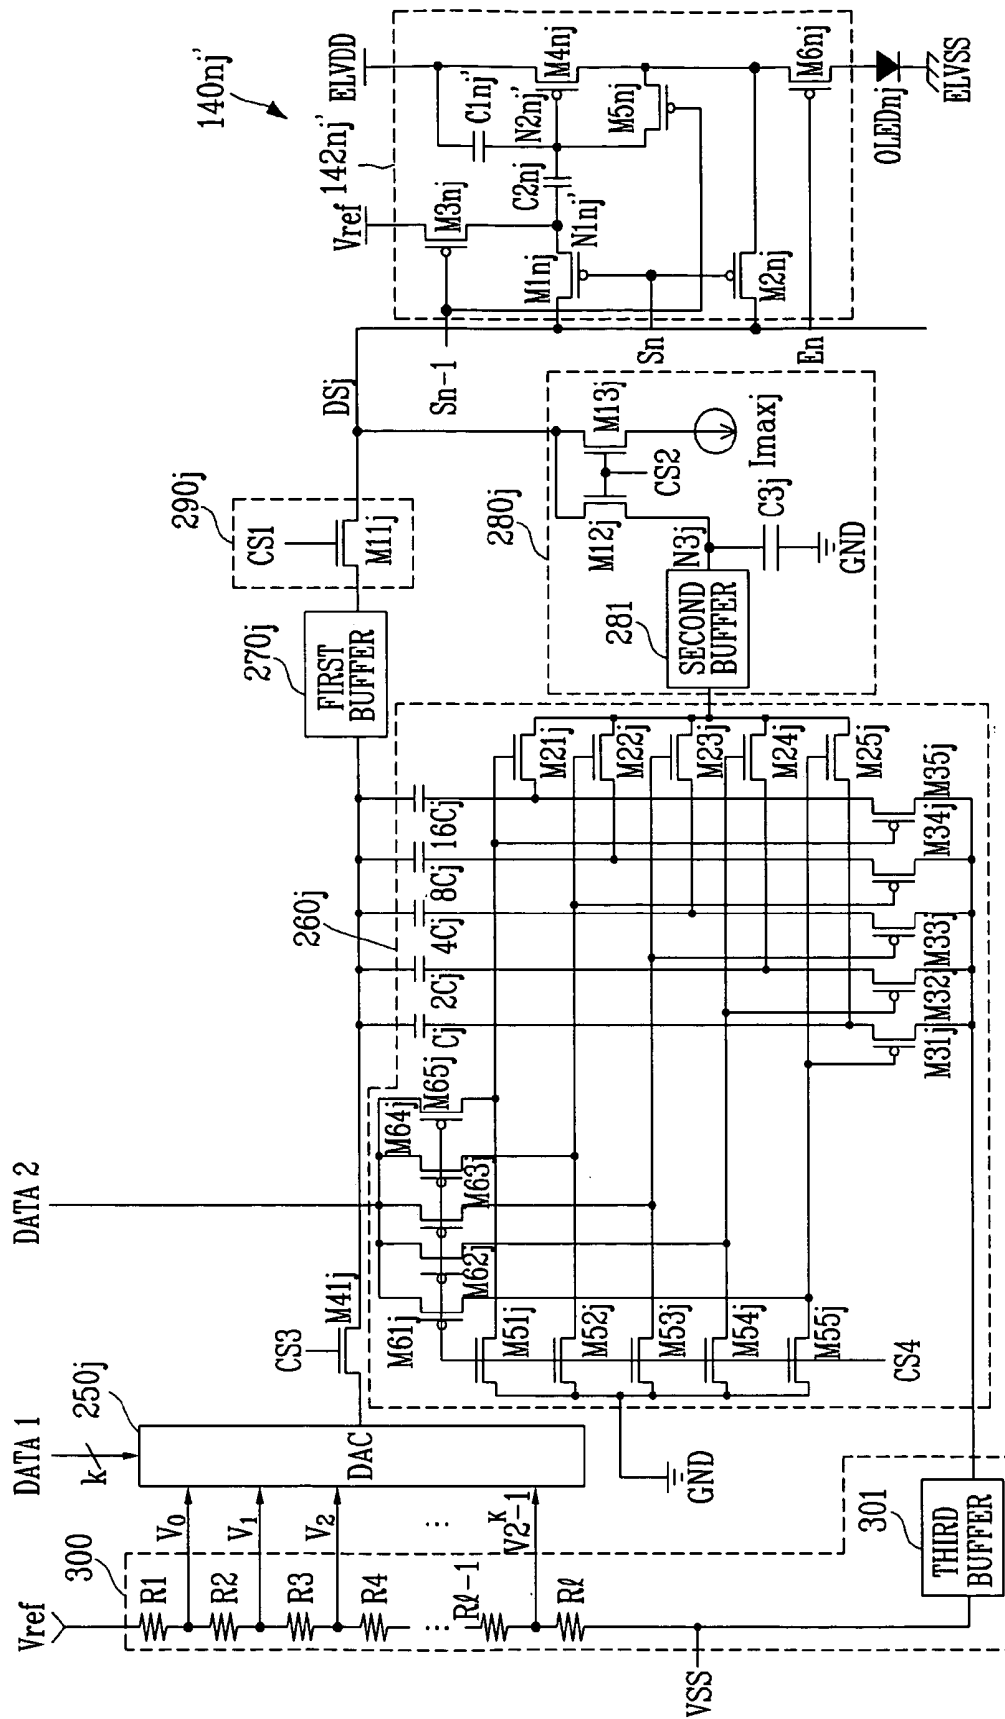 140nj'
142nj'
ELVDD
Vref
C1nj'
M4nj
M3nj
N2nj'
C2nj
M5nj
N1nj'
M1nj
M2nj
M6nj
OLEDnj
ELVSS
Sn-1
Sn
En
DSj
290j
CS1
M11j
280j
M13j
M12j
CS2
Imaxj
N3j
C3j
GND
281
SECOND
BUFFER
270j
FIRST
BUFFER
260j
16Cj
8Cj
4Cj
2Cj
Cj
M21j
M22j
M23j
M24j
M25j
M35j
M34j
M33j
M32j
M31j
DATA 2
M65j
M64j
M63j
M62j
M61j
M51j
M52j
M53j
M54j
M55j
CS4
CS3
M41j
GND
DATA 1
k
250j
DAC
V0
V1
V2
...
V2^K-1
300
Vref
R1
R2
R3
R4
...
Rℓ-1
Rℓ
VSS
301
THIRD
BUFFER